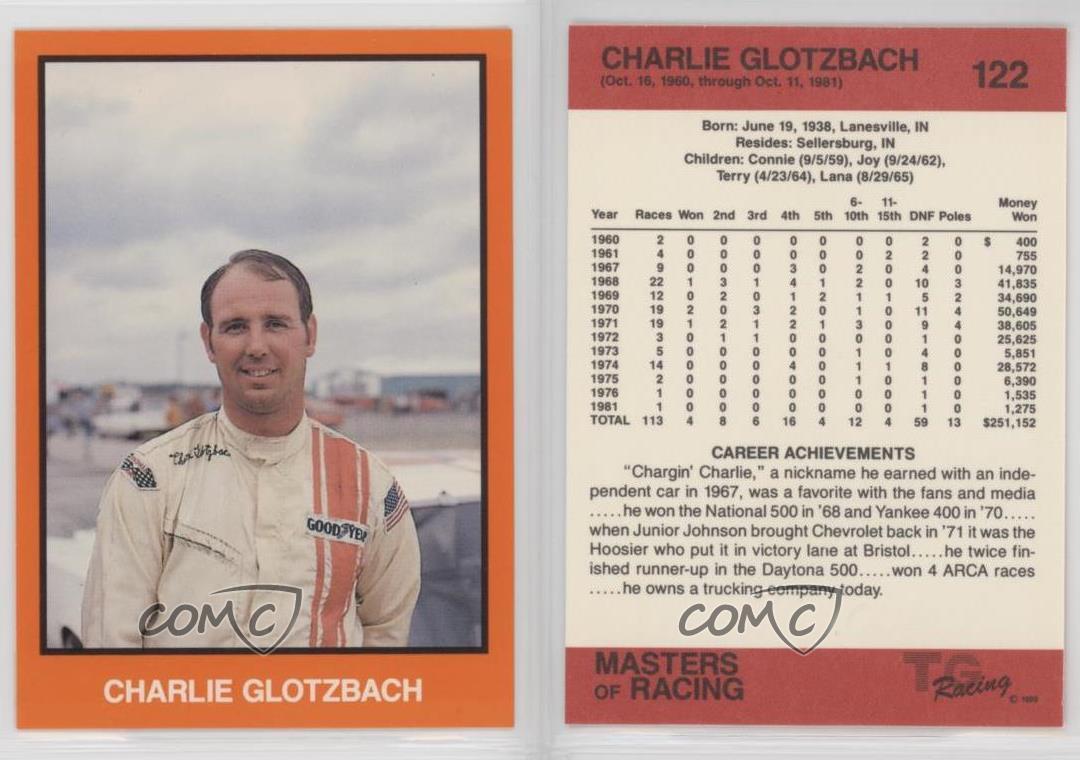 GOODYEAR
COMC
CHARLIE GLOTZBACH
CHARLIE GLOTZBACH
122
(Oct. 16, 1960, through Oct. 11, 1981)
Born: June 19, 1938, Lanesville, IN
Resides: Sellersburg, IN
Children: Connie (9/5/59), Joy (9/24/62),
Terry (4/23/64), Lana (8/29/65)
Year Races Won 2nd 3rd 4th 5th 6-10th 11-15th DNF Poles Money Won
1960 2 0 0 0 0 0 0 0 2 0 $ 400
1961 4 0 0 0 0 0 0 2 2 0 755
1967 9 0 0 0 3 0 2 0 4 0 14,970
1968 22 1 3 1 4 1 2 0 10 3 41,835
1969 12 0 2 0 1 2 1 1 5 2 34,690
1970 19 2 0 3 2 0 1 0 11 4 50,649
1971 19 1 2 1 2 1 3 0 9 4 38,605
1972 3 0 1 1 0 0 0 0 1 0 25,625
1973 5 0 0 0 0 0 1 0 4 0 5,851
1974 14 0 0 0 4 0 1 1 8 0 28,572
1975 2 0 0 0 0 0 1 0 1 0 6,390
1976 1 0 0 0 0 0 0 0 1 0 1,535
1981 1 0 0 0 0 0 0 0 1 0 1,275
TOTAL 113 4 8 6 16 4 12 4 59 13 $251,152
CAREER ACHIEVEMENTS
"Chargin' Charlie," a nickname he earned with an inde-
pendent car in 1967, was a favorite with the fans and media
.....he won the National 500 in '68 and Yankee 400 in '70.....
when Junior Johnson brought Chevrolet back in '71 it was the
Hoosier who put it in victory lane at Bristol.....he twice fin-
ished runner-up in the Daytona 500.....won 4 ARCA races
.....he owns a trucking company today.
COMC
MASTERS
OF RACING
TG
Racing